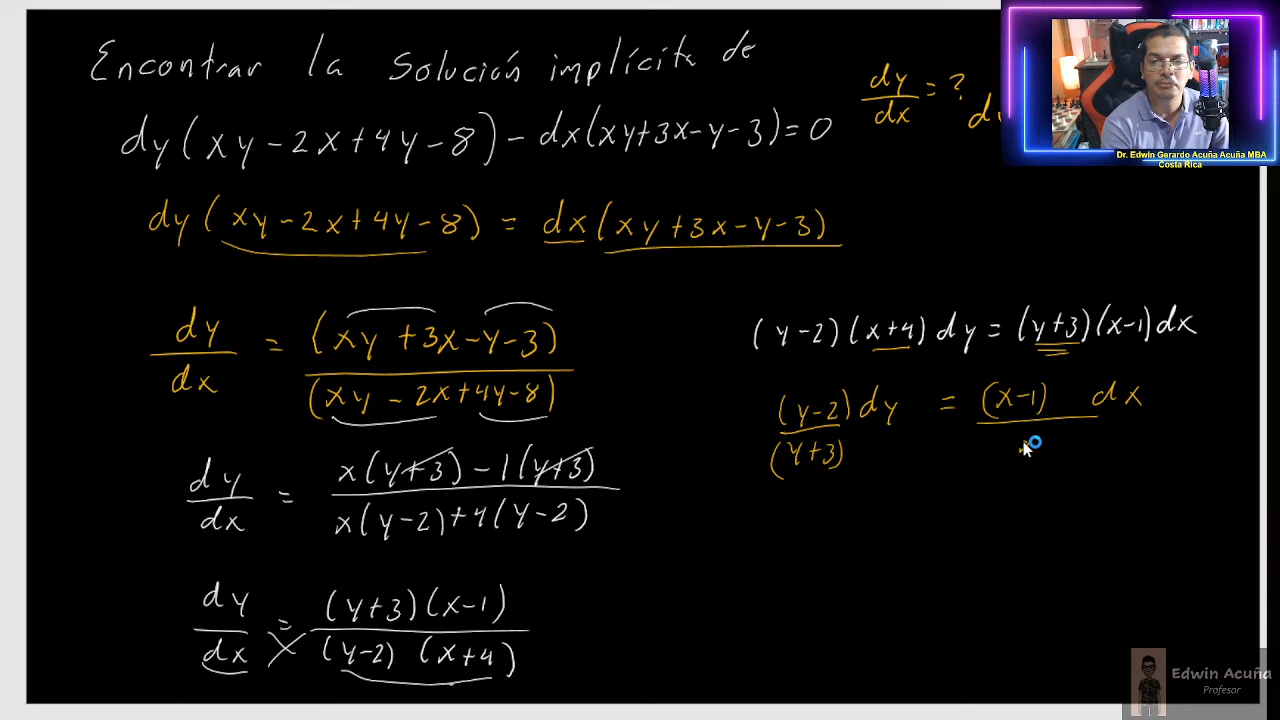 Encontrar la solución implícita de
dy(xy-2x+4y-8)-dx(xy+3x-y-3)=0
dy/dx = ?
dy(xy-2x+4y-8) = dx(xy+3x-y-3)
dy/dx = (xy+3x-y-3)/(xy-2x+4y-8)
dy/dx = x(y+3)-1(y+3)/x(y-2)+4(y-2)
dy/dx = (y+3)(x-1)/(y-2)(x+4)
(y-2)(x+4)dy=(y+3)(x-1)dx
(y-2)/(y+3) dy = (x-1) dx
Dr. Edwin Gerardo Acuña Acuña MBA
Costa Rica
Edwin Acuña
Profesor